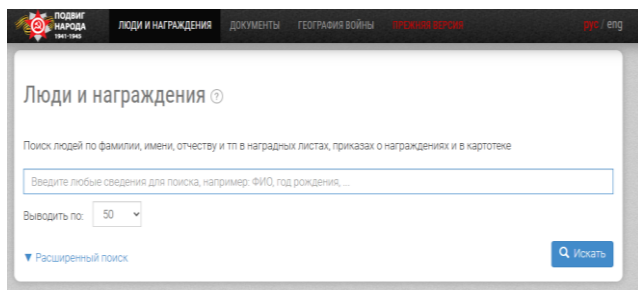 ПОДВИГ
НАРОДА
1941-1945
ЛЮДИ И НАГРАЖДЕНИЯ ДОКУМЕНТЫ ГЕОГРАФИЯ ВОЙНЫ ПРЕЖНЯЯ ВЕРСИЯ рус / eng
Люди и награждения ?
Поиск людей по фамилии, имени, отчеству и тп в наградных листах, приказах о награждениях и в картотеке
Введите любые сведения для поиска, например: ФИО, год рождения, ...
Выводить по: 50
▼ Расширенный поиск Искать